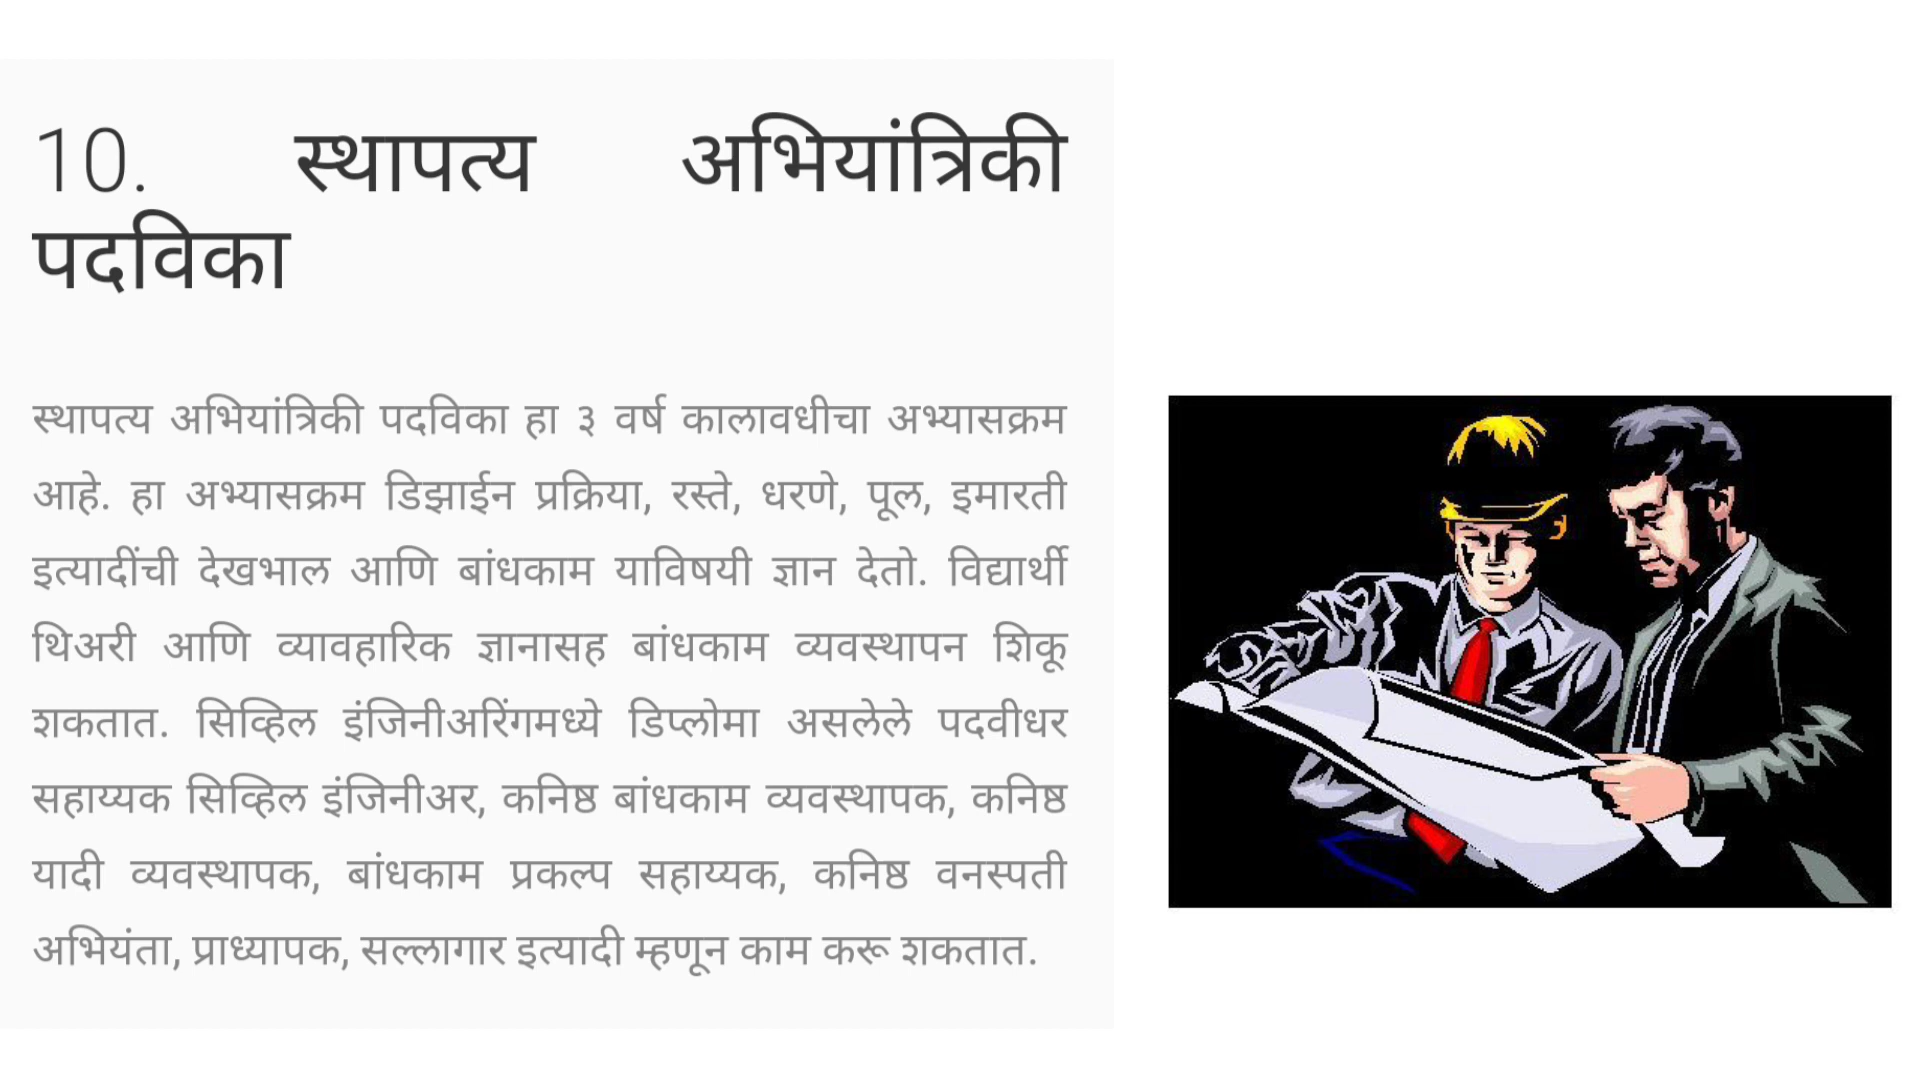 10. स्थापत्य अभियांत्रिकी
पदविका
स्थापत्य अभियांत्रिकी पदविका हा ३ वर्ष कालावधीचा अभ्यासक्रम
आहे. हा अभ्यासक्रम डिझाईन प्रक्रिया, रस्ते, धरणे, पूल, इमारती
इत्यादींची देखभाल आणि बांधकाम याविषयी ज्ञान देतो. विद्यार्थी
थिअरी आणि व्यावहारिक ज्ञानासह बांधकाम व्यवस्थापन शिकू
शकतात. सिव्हिल इंजिनीअरिंगमध्ये डिप्लोमा असलेले पदवीधर
सहाय्यक सिव्हिल इंजिनीअर, कनिष्ठ बांधकाम व्यवस्थापक, कनिष्ठ
यादी व्यवस्थापक, बांधकाम प्रकल्प सहाय्यक, कनिष्ठ वनस्पती
अभियंता, प्राध्यापक, सल्लागार इत्यादी म्हणून काम करू शकतात.